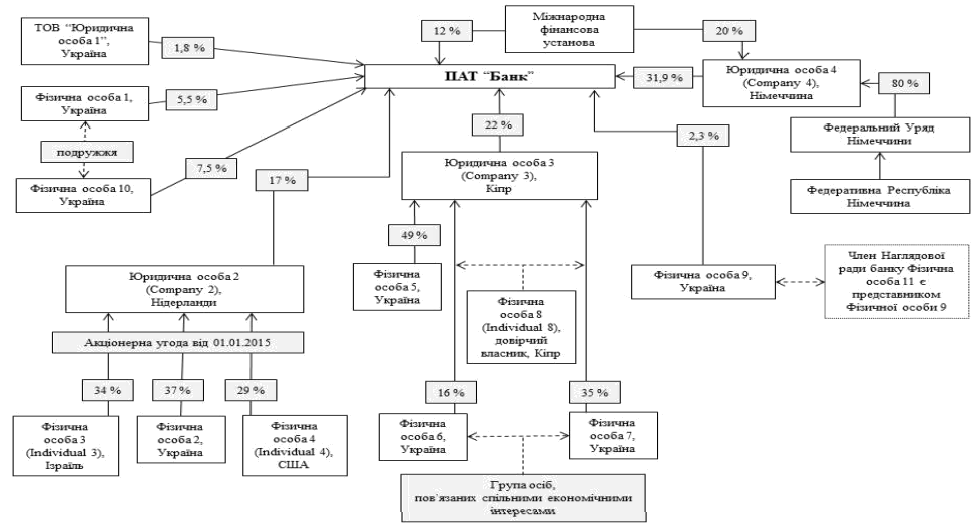 ТОВ “Юридична
особа 1”,
Україна
1,8 %
12 %
Міжнародна
фінансова
установа
20 %
ПАТ “Банк”
31,9 %
Юридична особа 4
(Company 4),
Німеччина
80 %
Фізична особа 1,
Україна
5,5 %
подружжя
7,5 %
Фізична особа 10,
Україна
17 %
22 %
2,3 %
Федеральний Уряд
Німеччини
Юридична особа 3
(Company 3),
Кіпр
Федеративна Республіка
Німеччина
49 %
Юридична особа 2
(Company 2),
Нідерланди
Фізична
особа 5,
Україна
Фізична
особа 8
(Individual 8),
довірчий
власник, Кіпр
Фізична особа 9,
Україна
Член Наглядової
ради банку Фізична
особа 11 є
представником
Фізичної особи 9
Акціонерна угода від 01.01.2015
34 %
37 %
29 %
16 %
35 %
Фізична
особа 3
(Individual 3),
Ізраїль
Фізична
особа 2,
Україна
Фізична
особа 4
(Individual 4),
США
Фізична
особа 6,
Україна
Фізична
особа 7,
Україна
Група осіб,
пов'язаних спільними економічними
інтересами